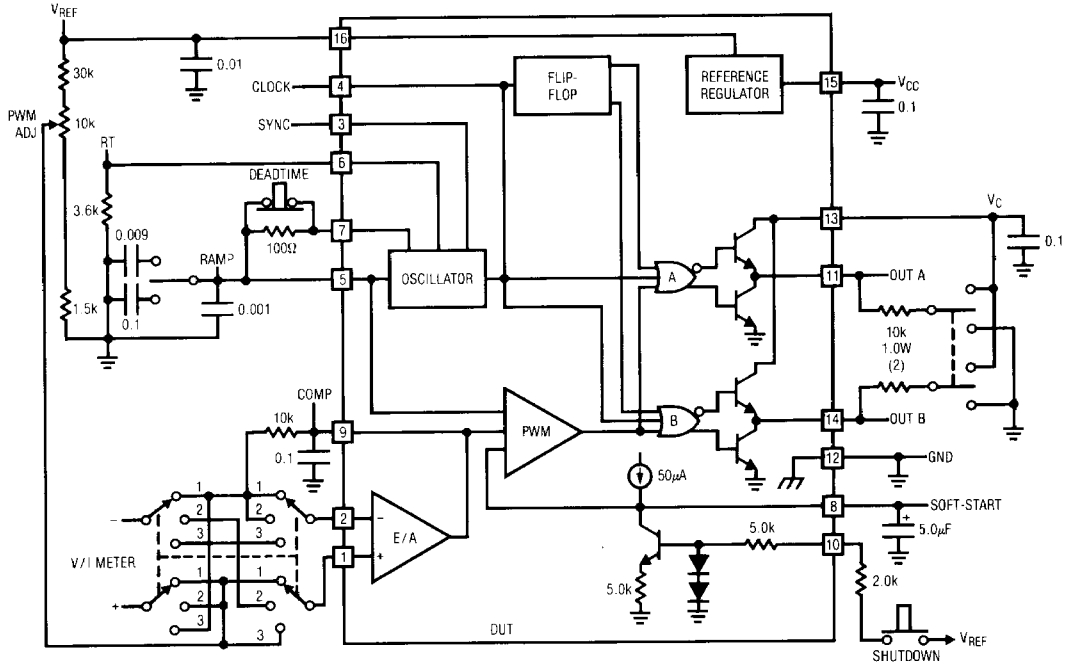 VREF
30k
PWM ADJ
10k
0.01
16
CLOCK
4
SYNC
3
FLIP-
FLOP
REFERENCE
REGULATOR
15
VCC
0.1
RT
6
DEADTIME
3.6k
100Ω
7
0.009
RAMP
5
OSCILLATOR
0.1
0.001
1.5k
A
13
VC
0.1
11
OUT A
10k
1.0W
(2)
COMP
10k
9
0.1
PWM
B
14
OUT B
12
GND
50μA
8
SOFT-START
+
5.0μF
1
1
2
2
3
3
−
V/I METER
1
1
2
2
3
3
+
2
−
E/A
1
+
5.0k
10
5.0k
2.0k
DUT
SHUTDOWN
VREF